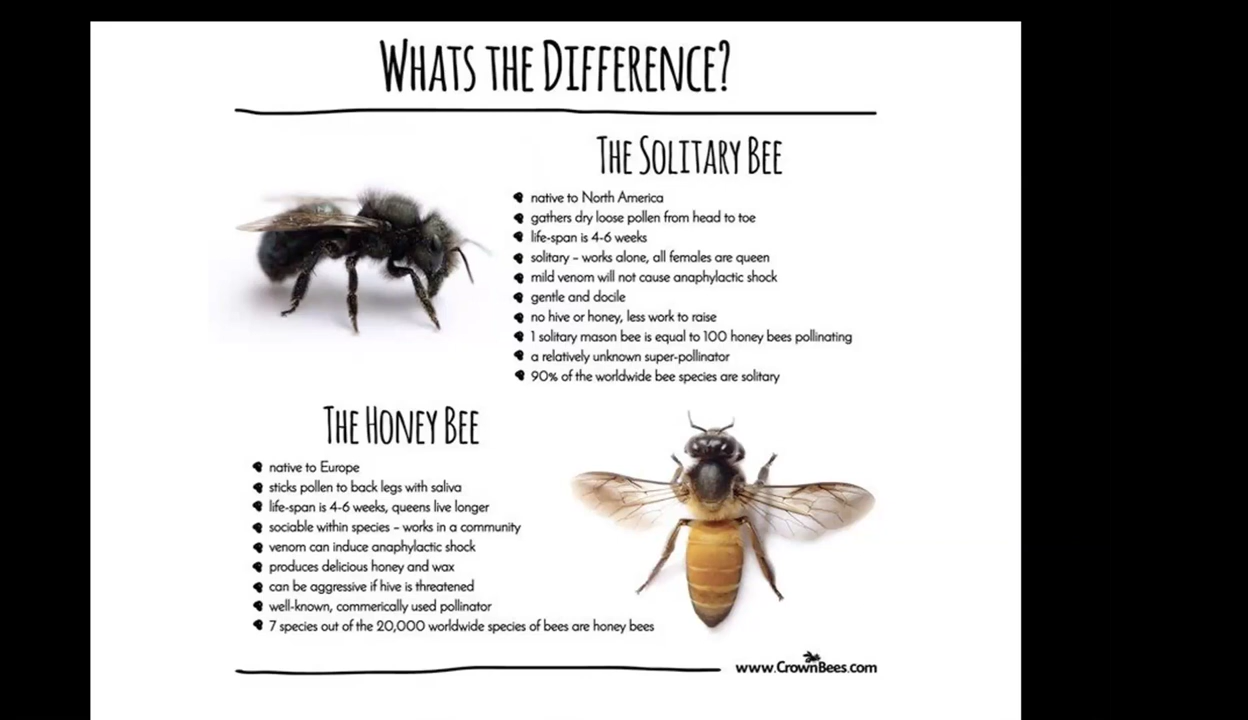 WHATS THE DIFFERENCE?
THE SOLITARY BEE
native to North America
gathers dry loose pollen from head to toe
life-span is 4-6 weeks
solitary – works alone, all females are queen
mild venom will not cause anaphylactic shock
gentle and docile
no hive or honey, less work to raise
1 solitary mason bee is equal to 100 honey bees pollinating
a relatively unknown super-pollinator
90% of the worldwide bee species are solitary
THE HONEY BEE
native to Europe
sticks pollen to back legs with saliva
life-span is 4-6 weeks, queens live longer
sociable within species – works in a community
venom can induce anaphylactic shock
produces delicious honey and wax
can be aggressive if hive is threatened
well-known, commerically used pollinator
7 species out of the 20,000 worldwide species of bees are honey bees
www.CrownBees.com